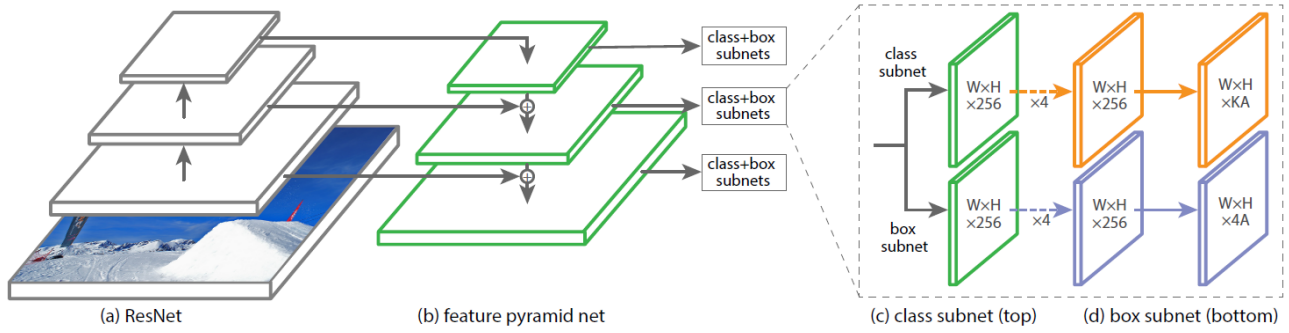 class+box
subnets
class+box
subnets
class+box
subnets
class
subnet
W×H
×256
×4
W×H
×256
W×H
×KA
box
subnet
W×H
×256
×4
W×H
×256
W×H
×4A
(a) ResNet
(b) feature pyramid net
(c) class subnet (top)
(d) box subnet (bottom)